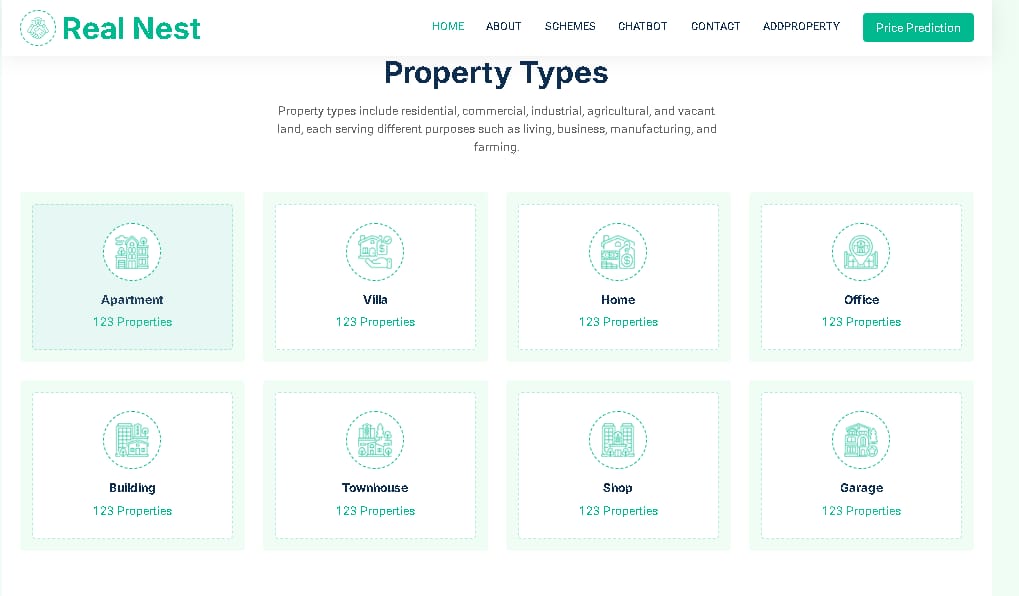 Real Nest
HOME ABOUT SCHEMES CHATBOT CONTACT ADDPROPERTY Price Prediction
Property Types
Property types include residential, commercial, industrial, agricultural, and vacant
land, each serving different purposes such as living, business, manufacturing, and
farming.
Apartment
123 Properties
Villa
123 Properties
Home
123 Properties
Office
123 Properties
Building
123 Properties
Townhouse
123 Properties
Shop
123 Properties
Garage
123 Properties